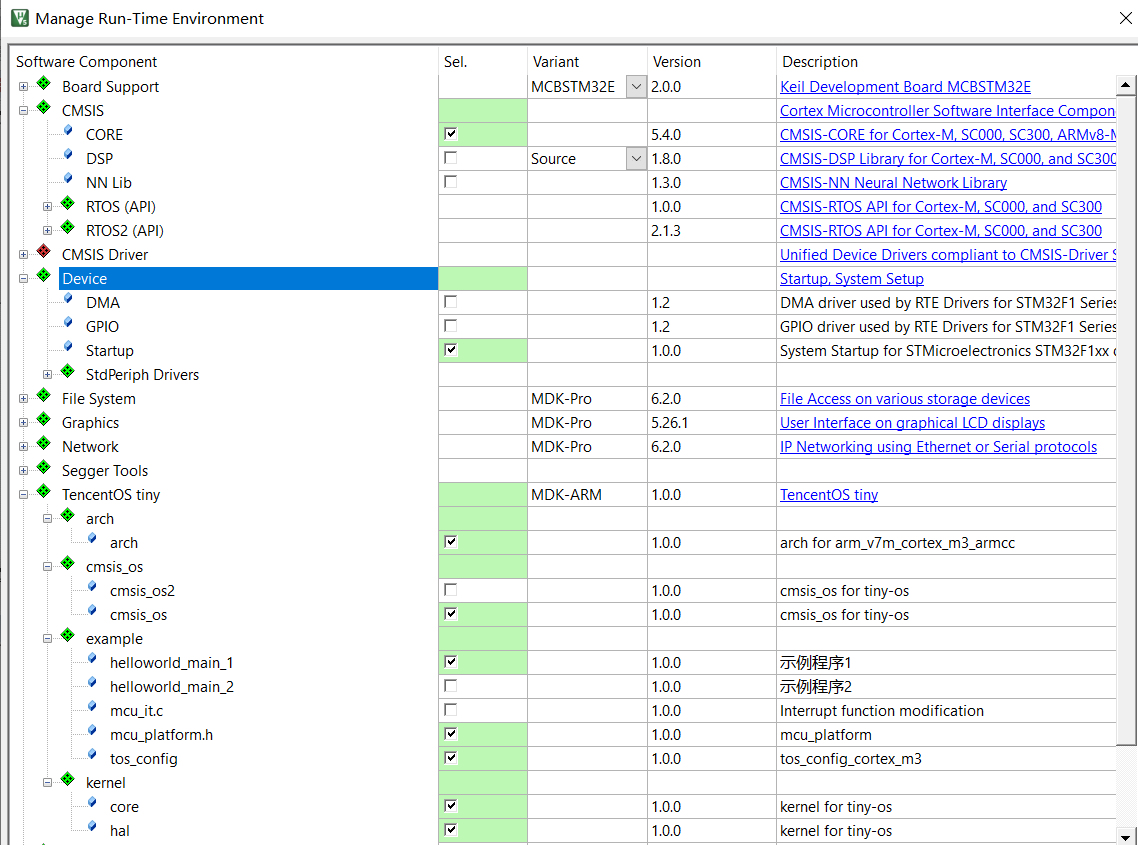 Manage Run-Time Environment
Software Component Sel. Variant Version Description
Board Support MCBSTM32E 2.0.0 Keil Development Board MCBSTM32E
CMSIS Cortex Microcontroller Software Interface Compon
CORE 5.4.0 CMSIS-CORE for Cortex-M, SC000, SC300, ARMv8-M
DSP Source 1.8.0 CMSIS-DSP Library for Cortex-M, SC000, and SC300
NN Lib 1.3.0 CMSIS-NN Neural Network Library
RTOS (API) 1.0.0 CMSIS-RTOS API for Cortex-M, SC000, and SC300
RTOS2 (API) 2.1.3 CMSIS-RTOS API for Cortex-M, SC000, and SC300
CMSIS Driver Unified Device Drivers compliant to CMSIS-Driver S
Device Startup, System Setup
DMA 1.2 DMA driver used by RTE Drivers for STM32F1 Series
GPIO 1.2 GPIO driver used by RTE Drivers for STM32F1 Series
Startup 1.0.0 System Startup for STMicroelectronics STM32F1xx
StdPeriph Drivers
File System MDK-Pro 6.2.0 File Access on various storage devices
Graphics MDK-Pro 5.26.1 User Interface on graphical LCD displays
Network MDK-Pro 6.2.0 IP Networking using Ethernet or Serial protocols
Segger Tools
TencentOS tiny MDK-ARM 1.0.0 TencentOS tiny
arch
arch 1.0.0 arch for arm_v7m_cortex_m3_armcc
cmsis_os
cmsis_os2 1.0.0 cmsis_os for tiny-os
cmsis_os 1.0.0 cmsis_os for tiny-os
example
helloworld_main_1 1.0.0 示例程序1
helloworld_main_2 1.0.0 示例程序2
mcu_it.c 1.0.0 Interrupt function modification
mcu_platform.h 1.0.0 mcu_platform
tos_config 1.0.0 tos_config_cortex_m3
kernel
core 1.0.0 kernel for tiny-os
hal 1.0.0 kernel for tiny-os